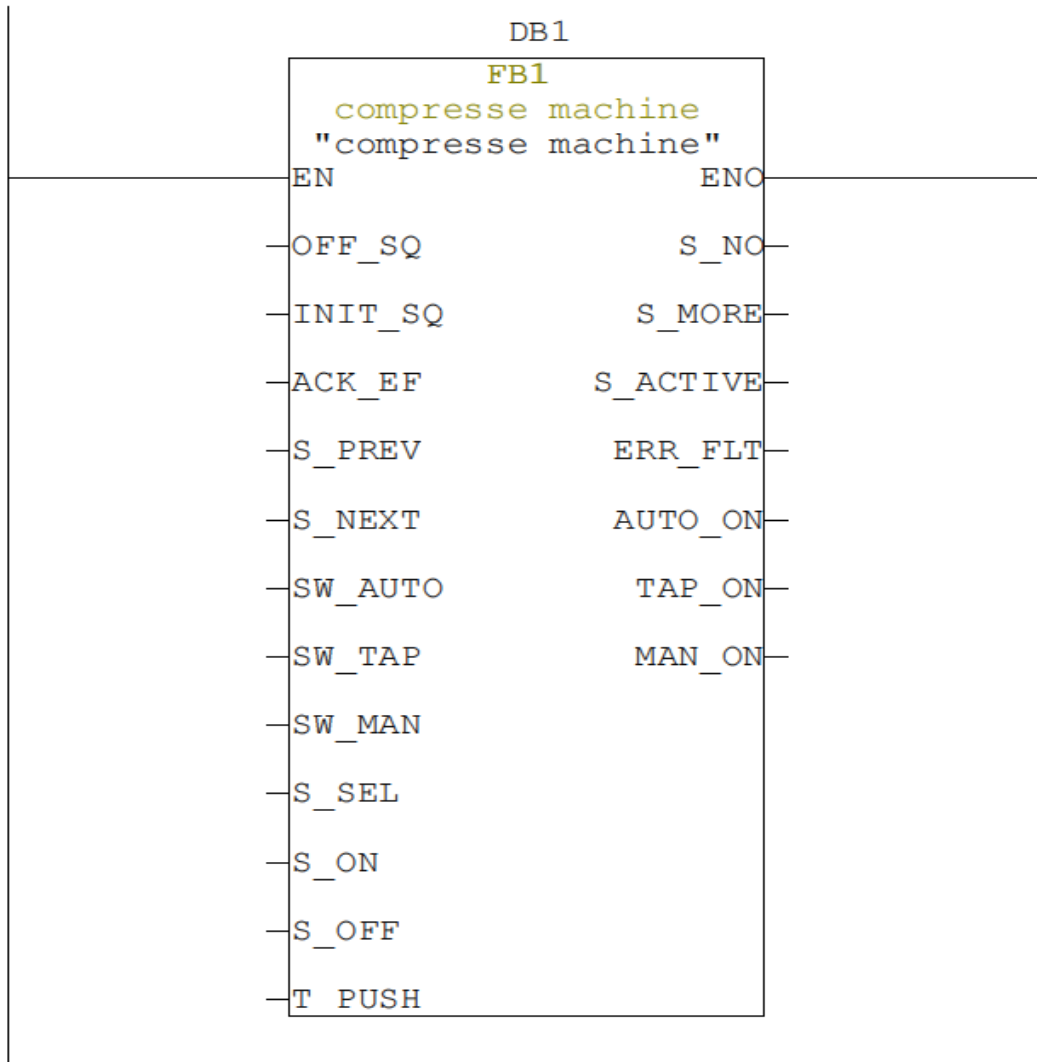 DB1
FB1
compresse machine
"compresse machine"
EN ENO
OFF_SQ S_NO
INIT_SQ S_MORE
ACK_EF S_ACTIVE
S_PREV ERR_FLT
S_NEXT AUTO_ON
SW_AUTO TAP_ON
SW_TAP MAN_ON
SW_MAN
S_SEL
S_ON
S_OFF
T_PUSH